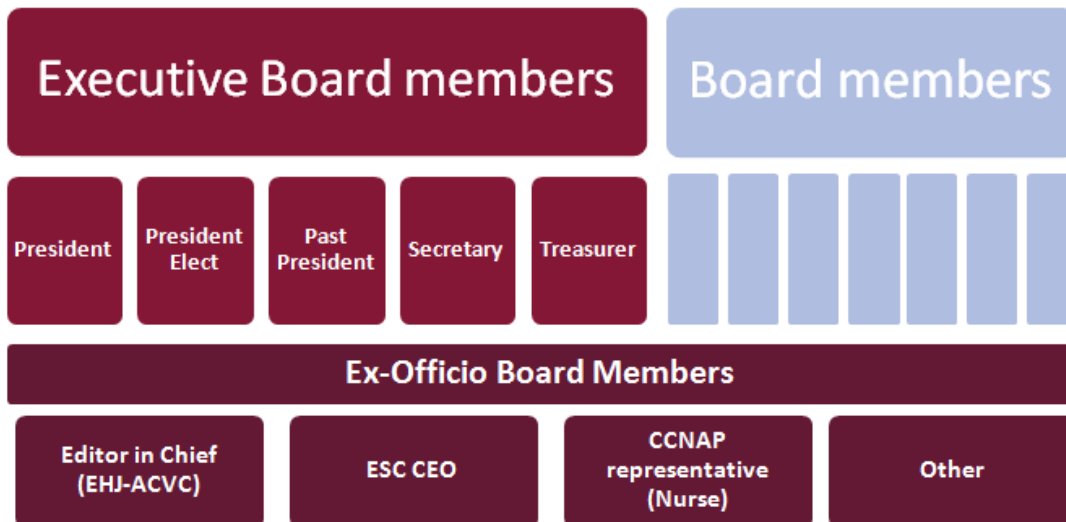 Executive Board members
Board members
President
President
Elect
Past
President
Secretary
Treasurer
Ex-Officio Board Members
Editor in Chief
(EHJ-ACVC)
ESC CEO
CCNAP
representative
(Nurse)
Other